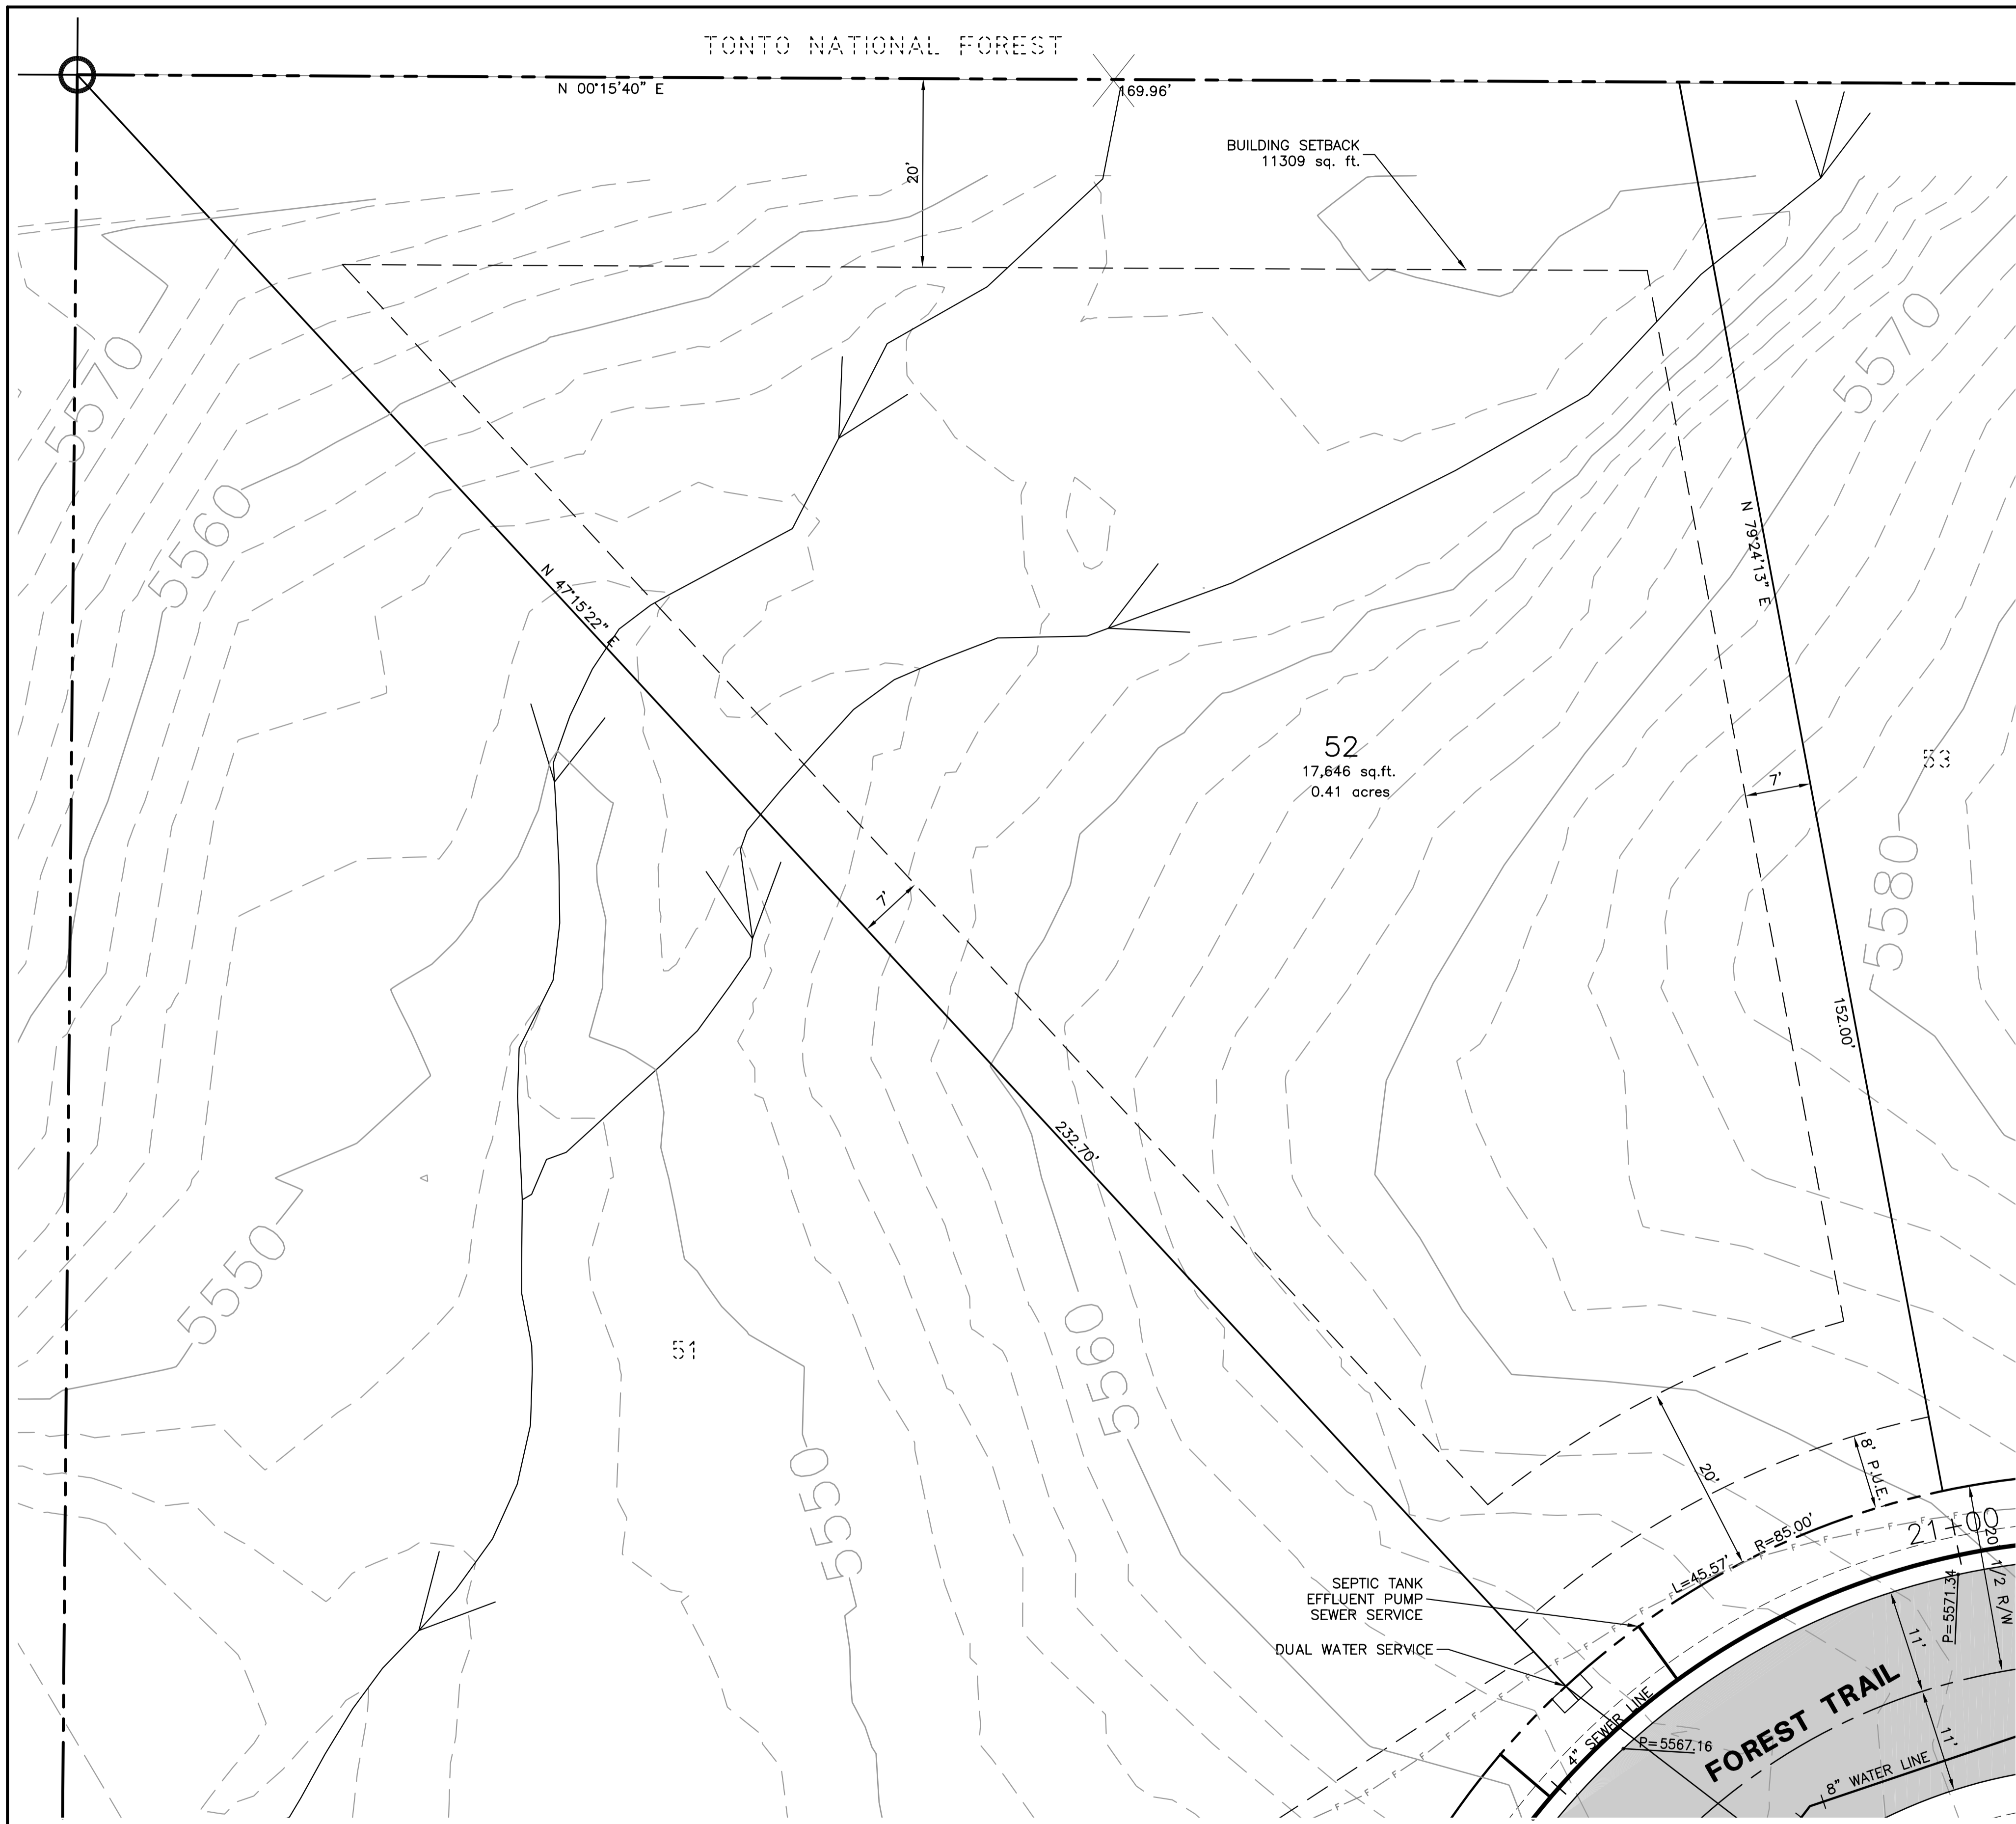 TONTO NATIONAL FOREST
N 00°15'40" E
169.96'
BUILDING SETBACK
11309 sq. ft.
20'
5570
5570
5560
N 79°24'13" E
N 47°15'22" E
52
17,646 sq.ft.
0.41 acres
53
7'
7'
5580
152.00'
232.70'
5550
51
5560
5550
20'
8' P.U.E.
21+00
R=85.00'
L=45.57'
20' 1/2 R/W
P=5571.34
SEPTIC TANK
EFFLUENT PUMP
SEWER SERVICE
DUAL WATER SERVICE
F F F F F F F F F F F F
11'
FOREST TRAIL
4" SEWER LINE
P=5567.16
11'
8" WATER LINE